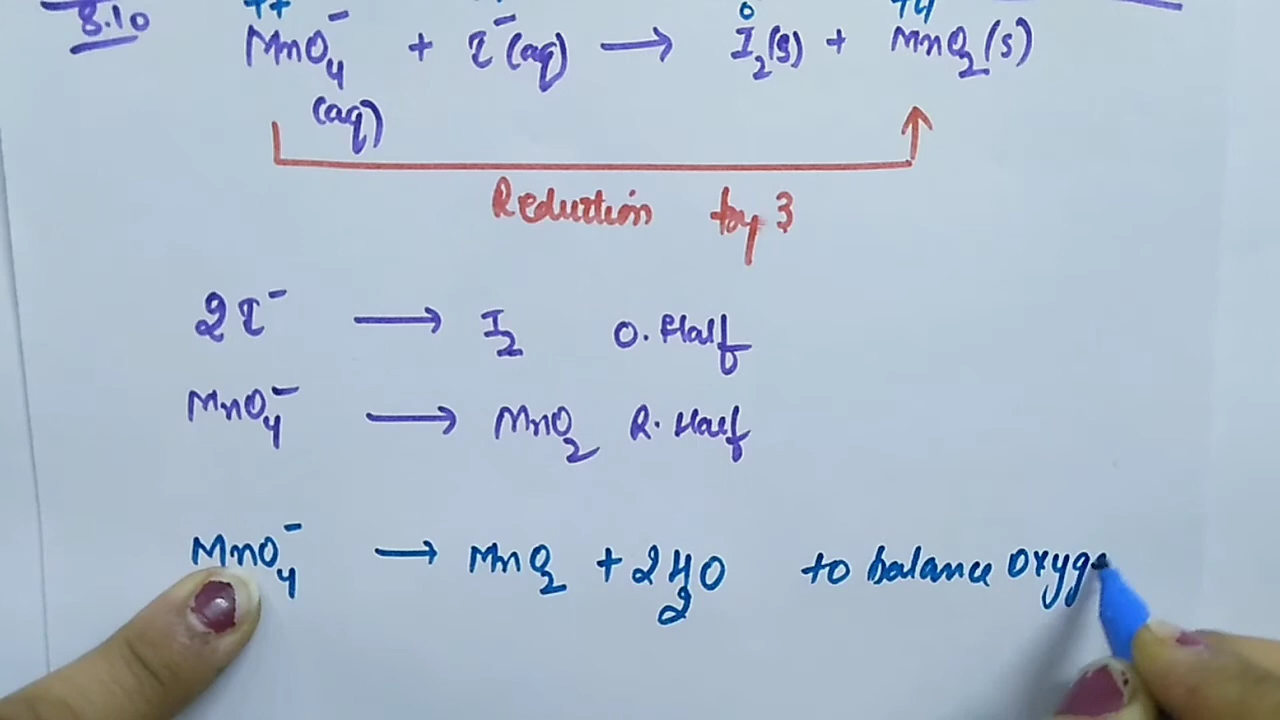 +7 0 +4
8.10 MnO₄⁻ + I⁻(aq) → I₂(s) + MnO₂(s)
(aq)
Reduction by 3
2I⁻ → I₂ O. Half
MnO₄⁻ → MnO₂ R. Half
MnO₄⁻ → MnO₂ + 2H₂O to balance oxyge